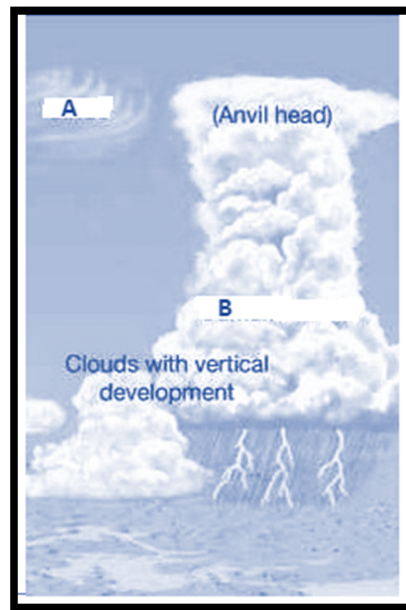 A
(Anvil head)
B
Clouds with vertical
development